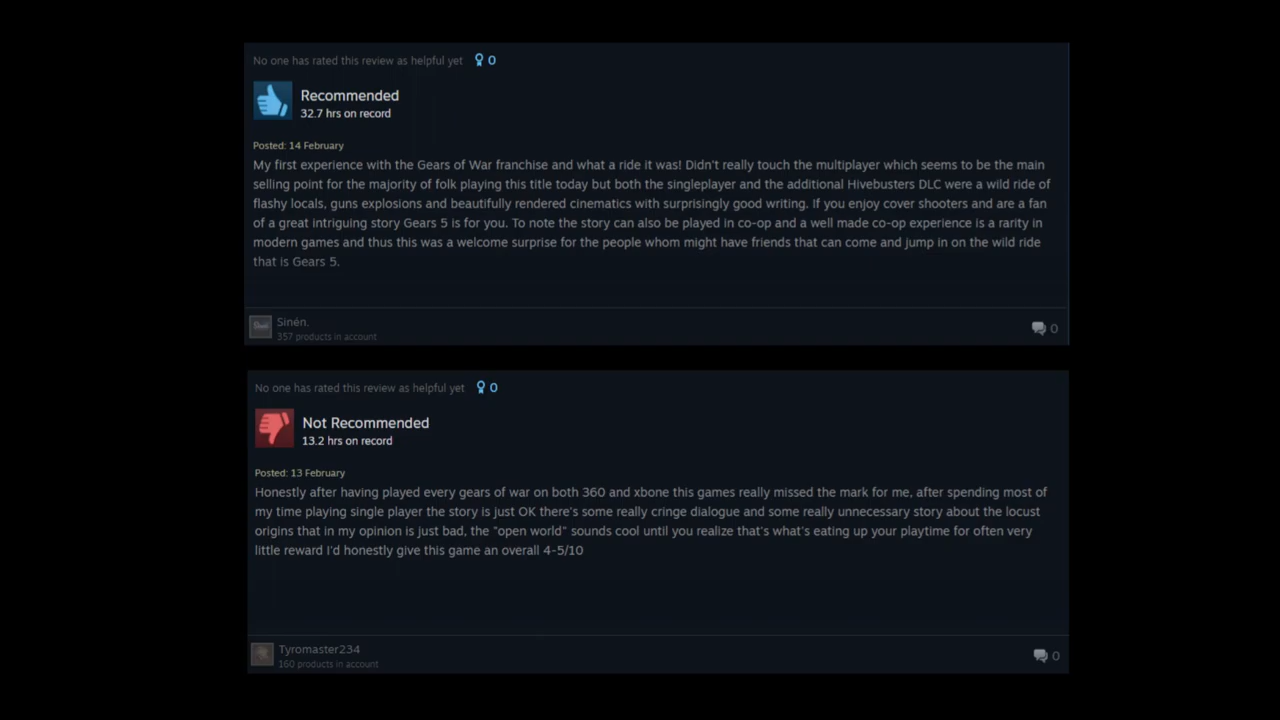 No one has rated this review as helpful yet 0
Recommended
32.7 hrs on record
Posted: 14 February
My first experience with the Gears of War franchise and what a ride it was! Didn't really touch the multiplayer which seems to be the main
selling point for the majority of folk playing this title today but both the singleplayer and the additional Hivebusters DLC were a wild ride of
flashy locals, guns explosions and beautifully rendered cinematics with surprisingly good writing. If you enjoy cover shooters and are a fan
of a great intriguing story Gears 5 is for you. To note the story can also be played in co-op and a well made co-op experience is a rarity in
modern games and thus this was a welcome surprise for the people whom might have friends that can come and jump in on the wild ride
that is Gears 5.
Sinén.
357 products in account
0
No one has rated this review as helpful yet 0
Not Recommended
13.2 hrs on record
Posted: 13 February
Honestly after having played every gears of war on both 360 and xbone this games really missed the mark for me, after spending most of
my time playing single player the story is just OK there's some really cringe dialogue and some really unnecessary story about the locust
origins that in my opinion is just bad, the "open world" sounds cool until you realize that's what's eating up your playtime for often very
little reward I'd honestly give this game an overall 4-5/10
Tyromaster234
160 products in account
0